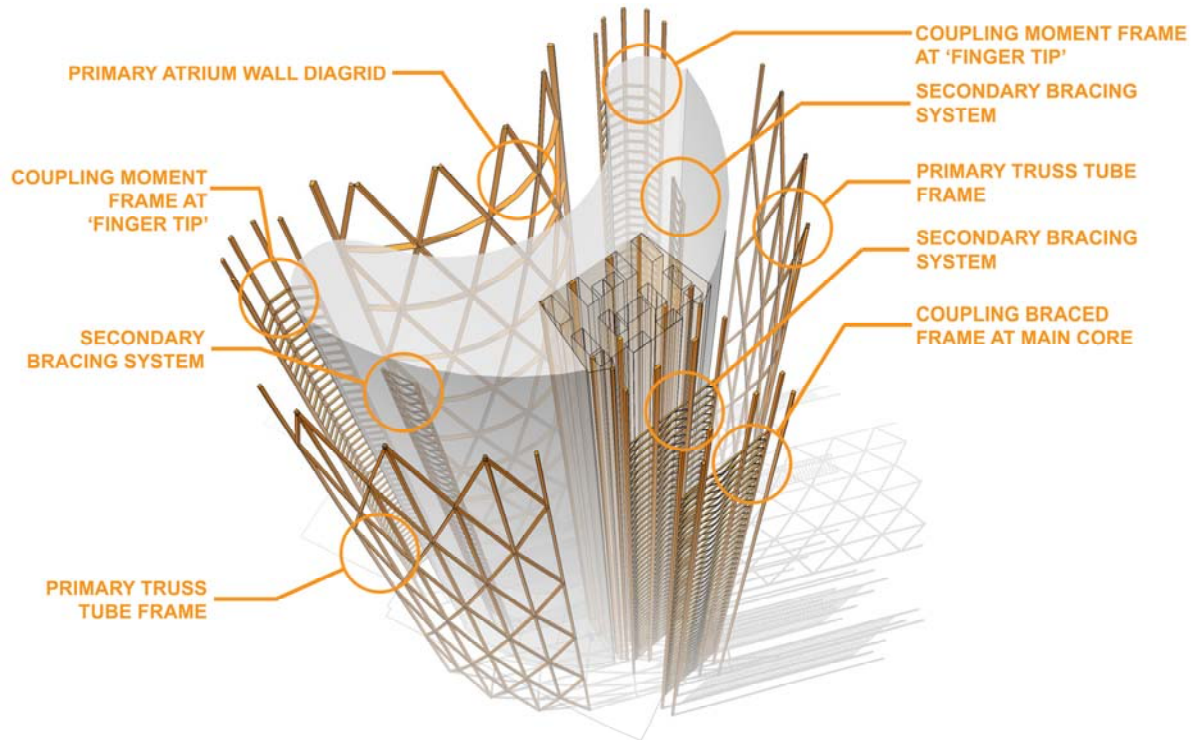 PRIMARY ATRIUM WALL DIAGRID
COUPLING MOMENT
FRAME AT
‘FINGER TIP’
SECONDARY
BRACING SYSTEM
PRIMARY TRUSS
TUBE FRAME
COUPLING MOMENT FRAME
AT ‘FINGER TIP’
SECONDARY BRACING
SYSTEM
PRIMARY TRUSS TUBE
FRAME
SECONDARY BRACING
SYSTEM
COUPLING BRACED
FRAME AT MAIN CORE